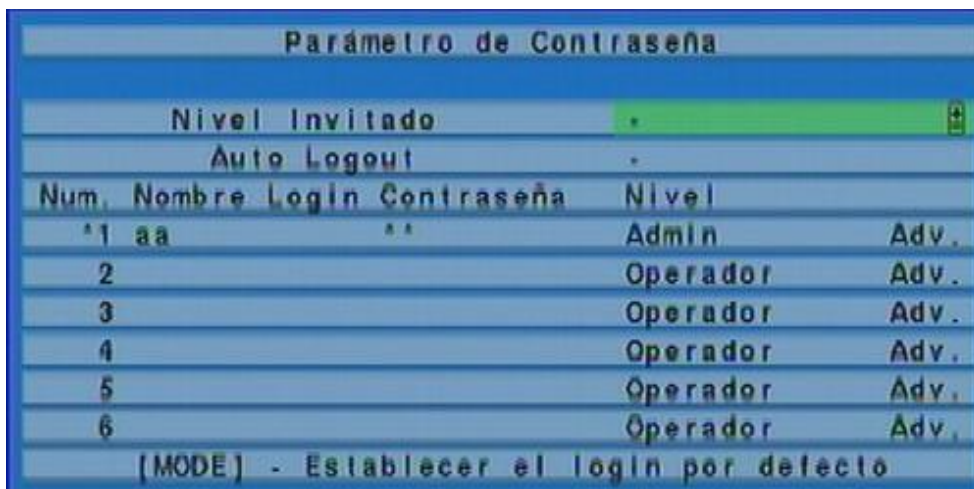 Parámetro de Contraseña
Nivel Invitado -
Auto Logout -
Num. Nombre Login Contraseña Nivel
*1 aa ** Admin Adv.
2 Operador Adv.
3 Operador Adv.
4 Operador Adv.
5 Operador Adv.
6 Operador Adv.
[MODE] - Establecer el login por defecto